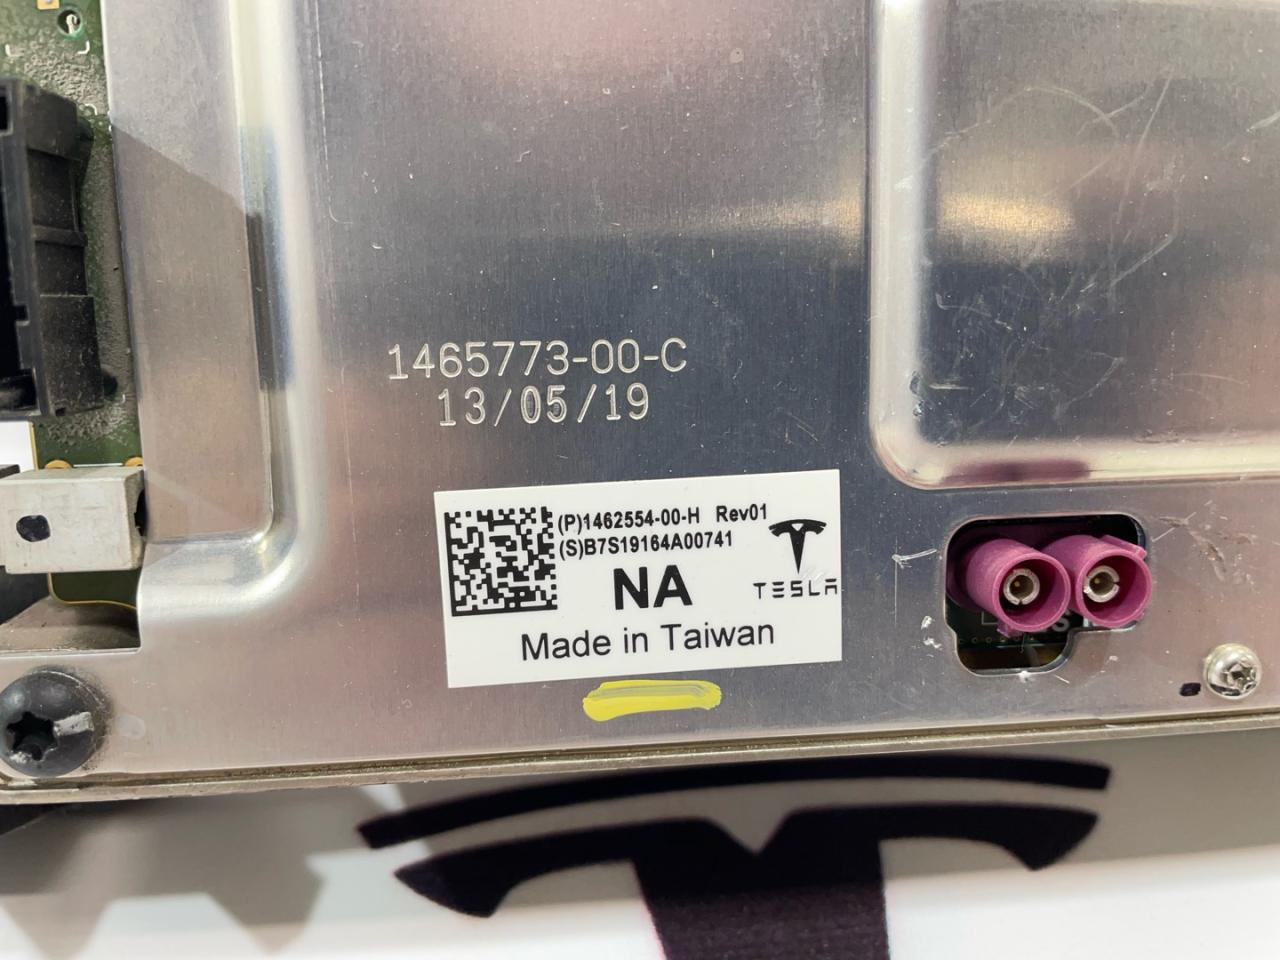 1465773-00-C
13/05/19
(P)1462554-00-H Rev01
(S)B7S19164A00741
NA
TESLA
Made in Taiwan